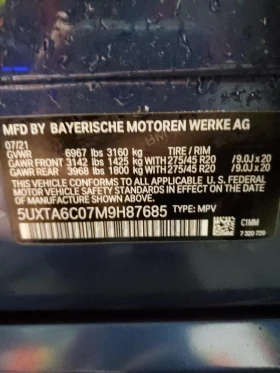 MFD BY BAYERISCHE MOTOREN WERKE AG
07/21
GVWR 6967 lbs 3160 kg TIRE / RIM
GAWR FRONT 3142 lbs 1425 kg WITH 275/45 R20 /9.0J x 20
GAWR REAR 3968 lbs 1800 kg WITH 275/45 R20 /9.0J x 20
THIS VEHICLE CONFORMS TO ALL APPLICABLE U.S. FEDERAL
MOTOR VEHICLE SAFETY STANDARDS IN EFFECT ON THE DATE OF
MANUFACTURE SHOWN ABOVE.
5UXTA6C07M9H87685 TYPE: MPV
C1MM
7 320 729